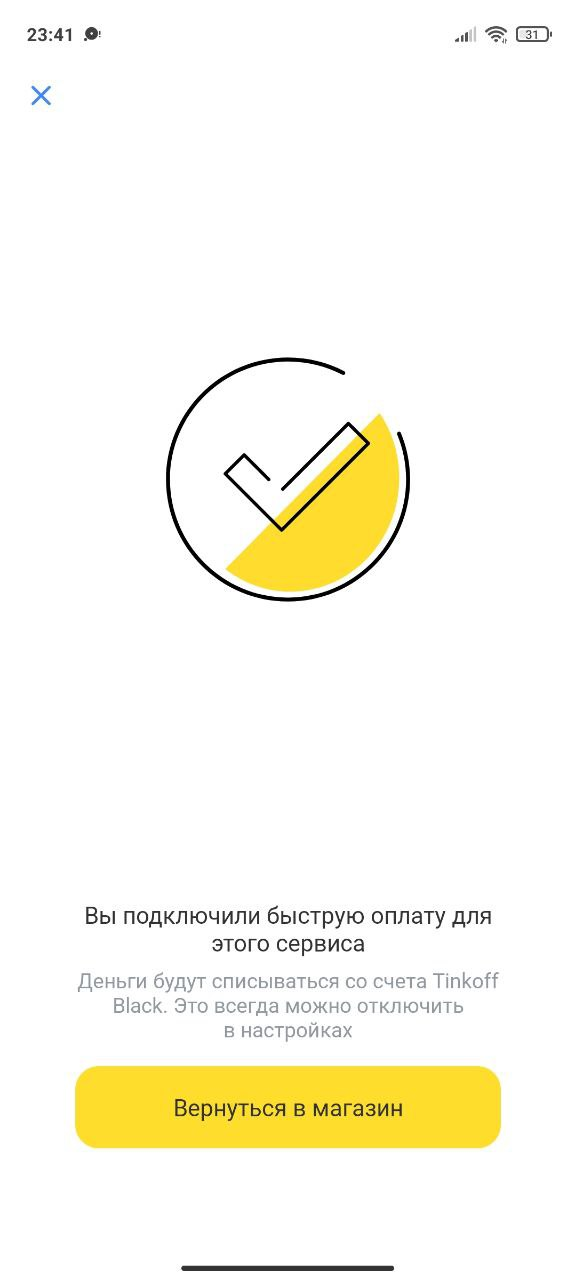 23:41
31
Вы подключили быструю оплату для
этого сервиса
Деньги будут списываться со счета Tinkoff
Black. Это всегда можно отключить
в настройках
Вернуться в магазин